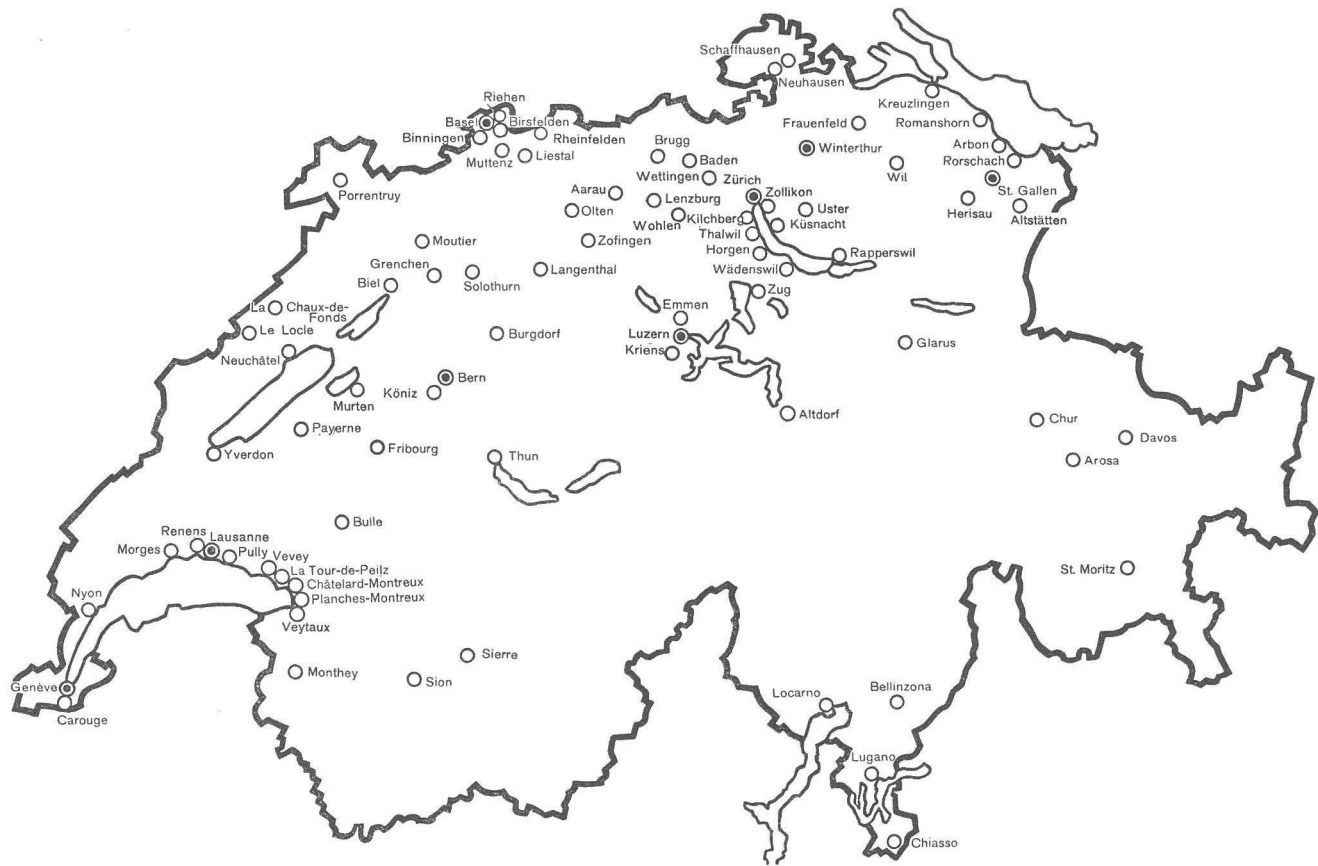 Schaffhausen
Neuhausen
Kreuzlingen
Riehen
Basel
Birsfelden
Binningen
Rheinfelden
Muttenz
Liestal
Frauenfeld
Romanshorn
Brugg
Baden
Winterthur
Arbon
Rorschach
Wettingen
Wil
Porrentruy
Zürich
Zollikon
St. Gallen
Aarau
Lenzburg
Herisau
Altstätten
Olten
Wohlen
Kilchberg
Uster
Küsnacht
Thalwil
Moutier
Zofingen
Horgen
Rapperswil
Grenchen
Solothurn
Langenthal
Wädenswil
Biel
Zug
La Chaux-de-
Fonds
Emmen
Le Locle
Burgdorf
Luzern
Kriens
Glarus
Neuchâtel
Bern
Köniz
Murten
Altdorf
Chur
Payerne
Davos
Fribourg
Yverdon
Thun
Arosa
Bulle
Renens
Lausanne
Morges
Pully
Vevey
La Tour-de-Peilz
St. Moritz
Châtelard-Montreux
Nyon
Planches-Montreux
Veytaux
Sierre
Monthey
Sion
Genève
Locarno
Bellinzona
Carouge
Lugano
Chiasso